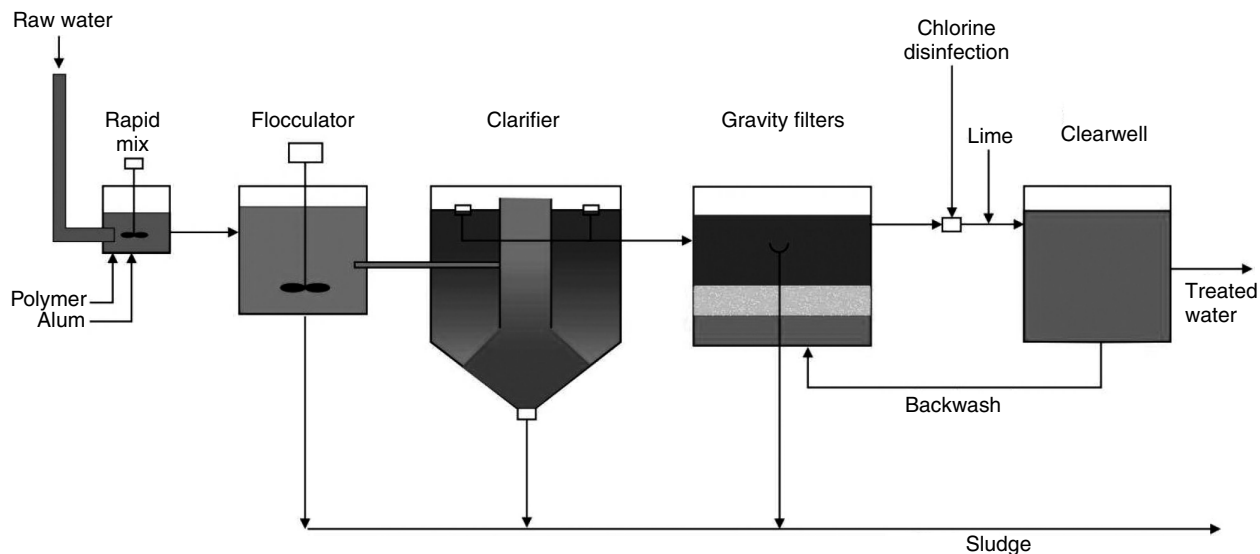 Raw water
Rapid
mix
Flocculator
Clarifier
Gravity filters
Chlorine
disinfection
Lime
Clearwell
Polymer
Alum
Treated
water
Backwash
Sludge